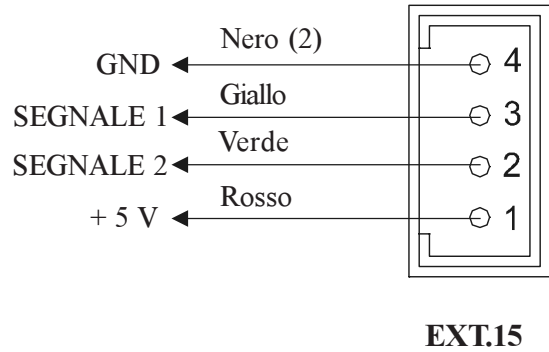 Nero (2)
GND 4
Giallo
SEGNALE 1 3
Verde
SEGNALE 2 2
Rosso
+ 5 V 1
EXT.15